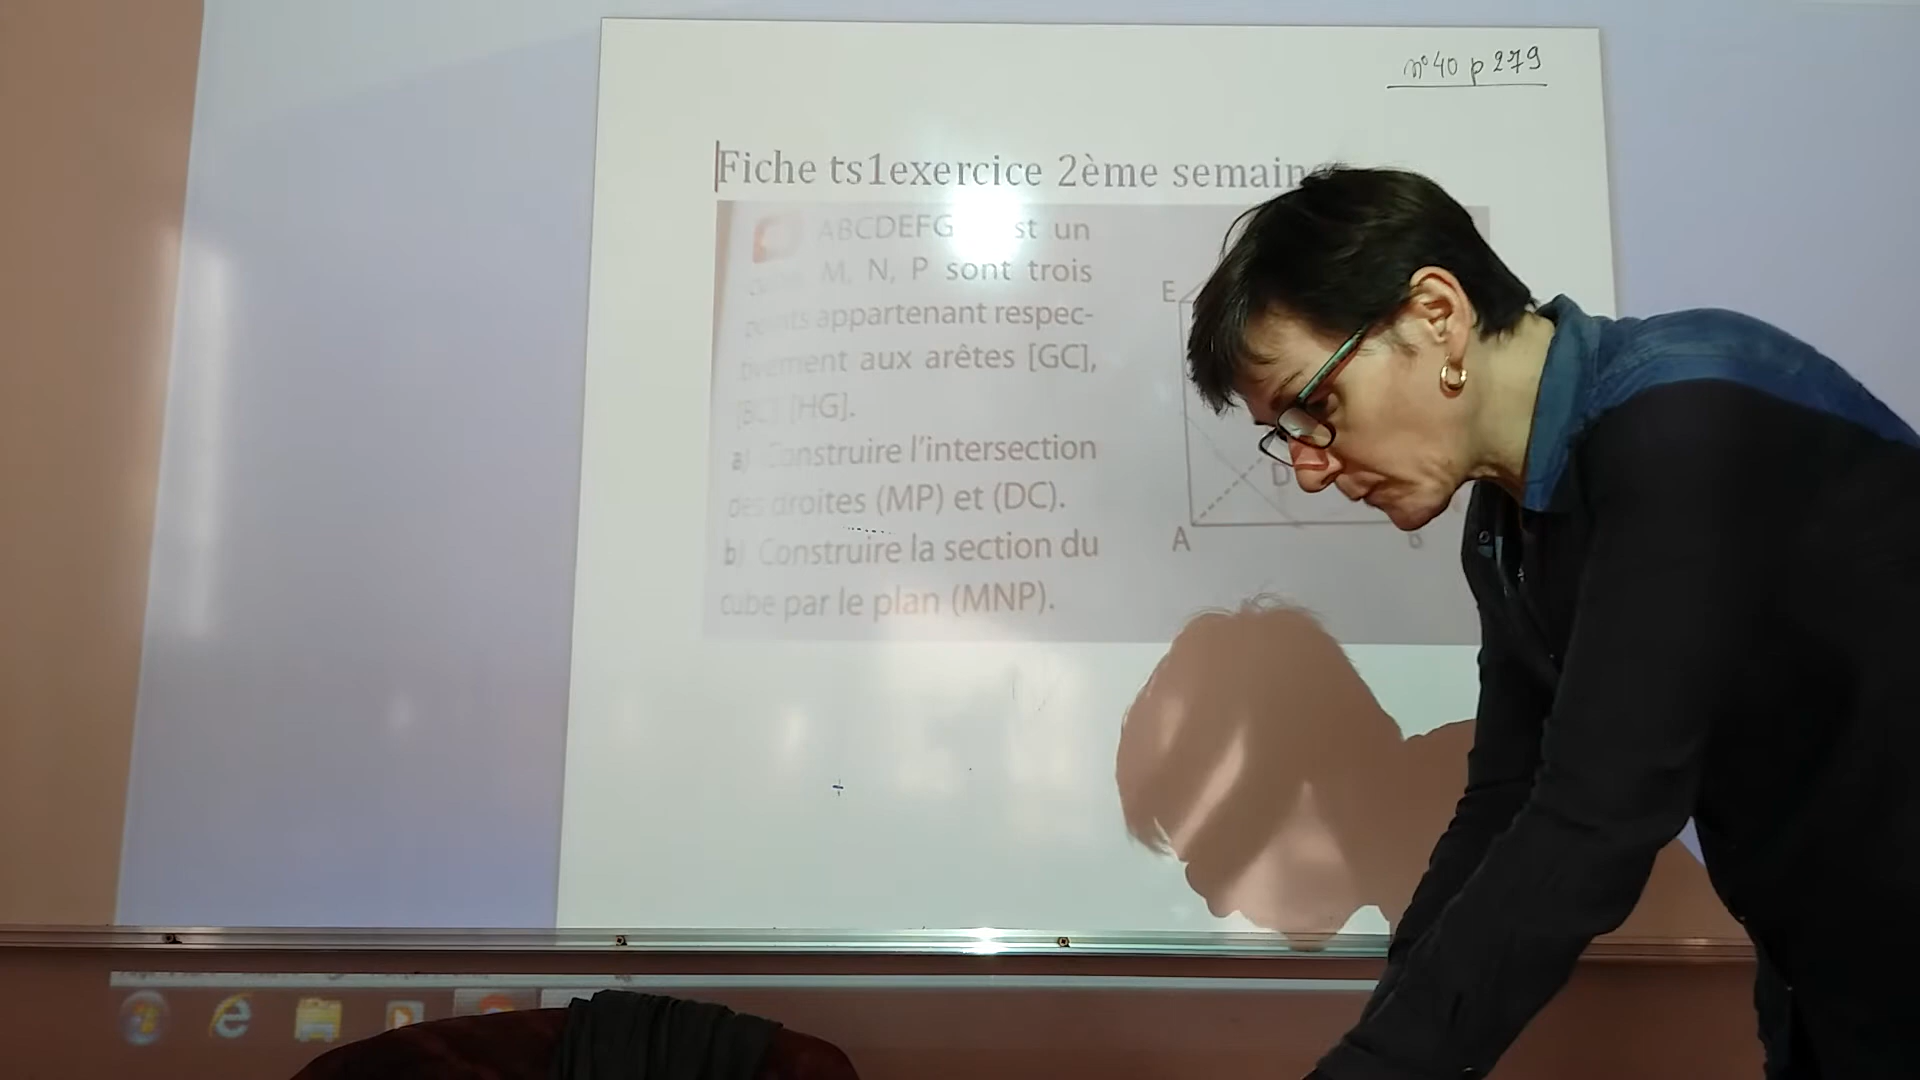 n°40 p 279
Fiche ts1exercice 2ème
ABCDEFG st un
M, N, P sont trois
appartenant respec-
aux arêtes [GC],
[HG].
a) Construire l'intersection
des droites (MP) et (DC).
b) Construire la section du
cube par le plan (MNP).
E
D
A
B